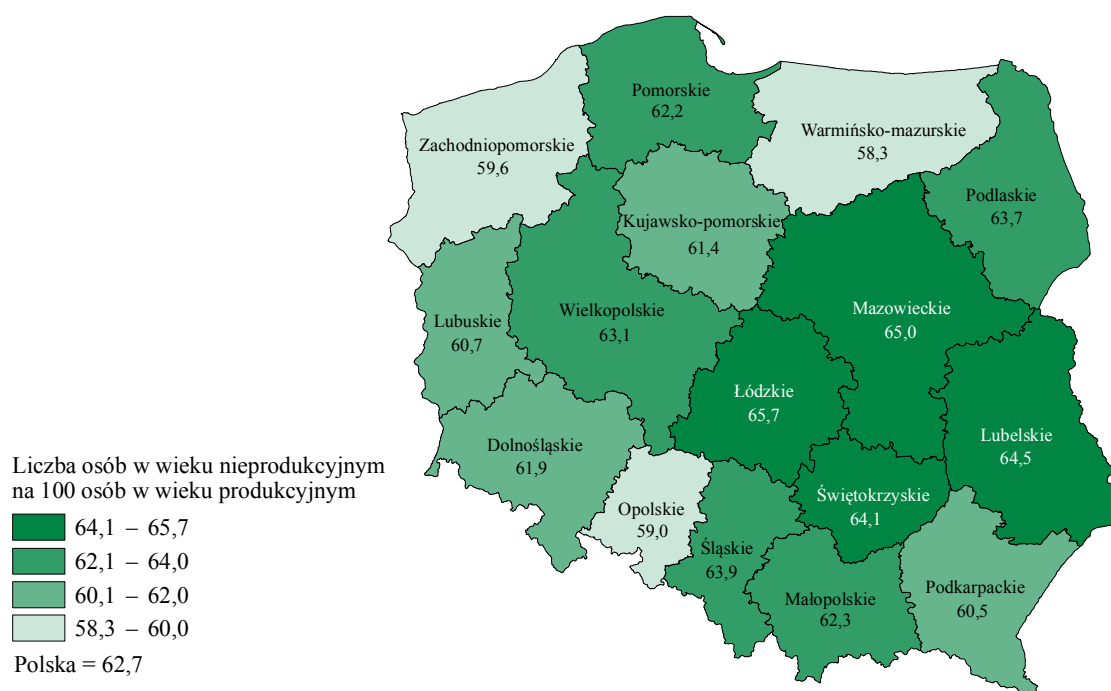 Pomorskie
62,2
Zachodniopomorskie
59,6
Warmińsko-mazurskie
58,3
Podlaskie
63,7
Kujawsko-pomorskie
61,4
Mazowieckie
65,0
Wielkopolskie
63,1
Lubuskie
60,7
Łódzkie
65,7
Lubelskie
64,5
Dolnośląskie
61,9
Świętokrzyskie
64,1
Opolskie
59,0
Śląskie
63,9
Małopolskie
62,3
Podkarpackie
60,5
Liczba osób w wieku nieprodukcyjnym
na 100 osób w wieku produkcyjnym
64,1 – 65,7
62,1 – 64,0
60,1 – 62,0
58,3 – 60,0
Polska = 62,7